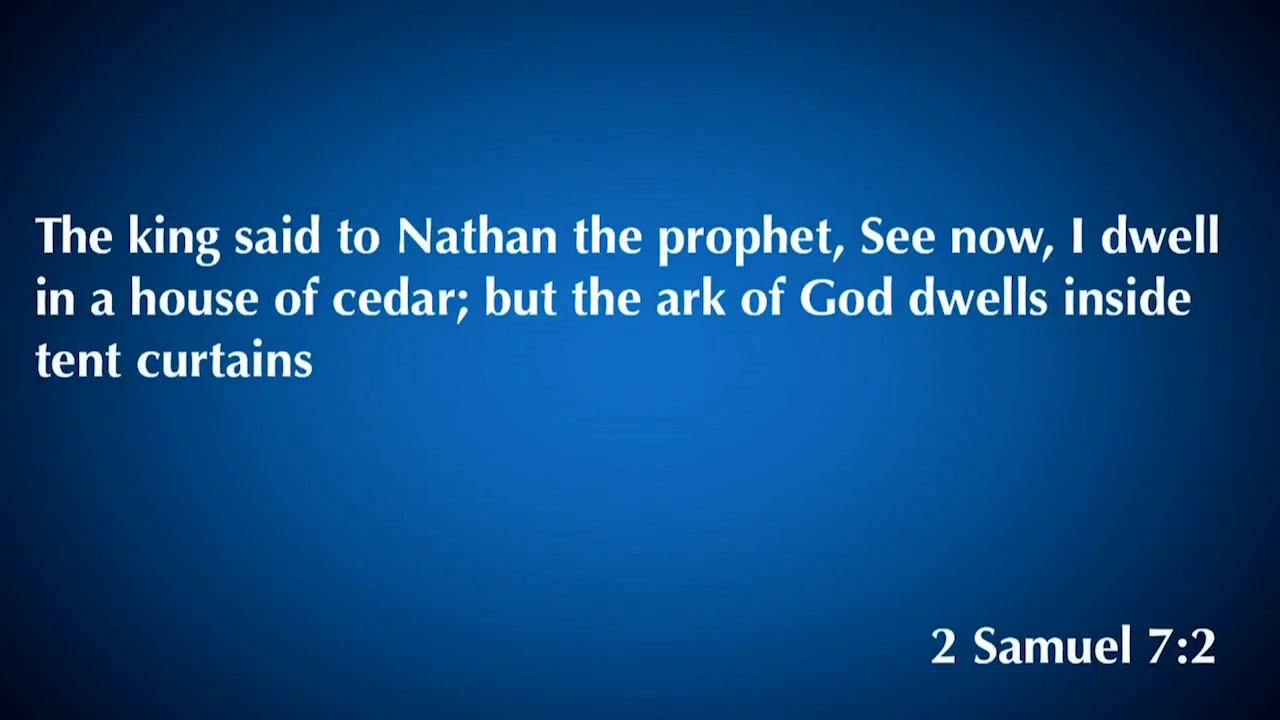 The king said to Nathan the prophet, See now, I dwell
in a house of cedar; but the ark of God dwells inside
tent curtains
2 Samuel 7:2